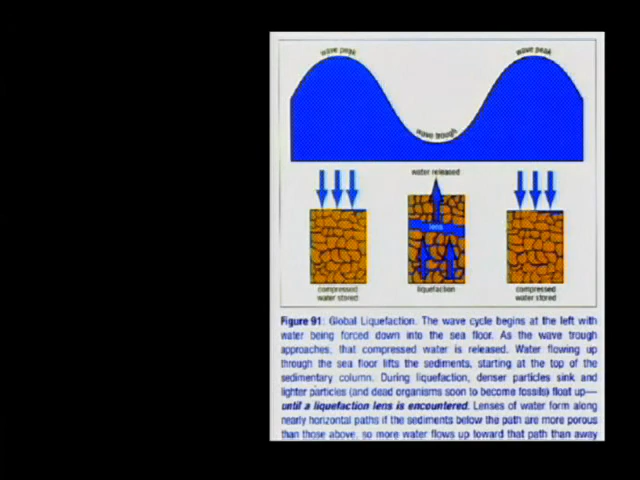 wave peak
wave peak
wave trough
water released
lens
compressed
water stored
liquefaction
compressed
water stored
Figure 91: Global Liquefaction. The wave cycle begins at the left with
water being forced down into the sea floor. As the wave trough
approaches, that compressed water is released. Water flowing up
through the sea floor lifts the sediments, starting at the top of the
sedimentary column. During liquefaction, denser particles sink and
lighter particles (and dead organisms soon to become fossils) float up—
until a liquefaction lens is encountered. Lenses of water form along
nearly horizontal paths if the sediments below the path are more porous
than those above, so more water flows up toward that path than away